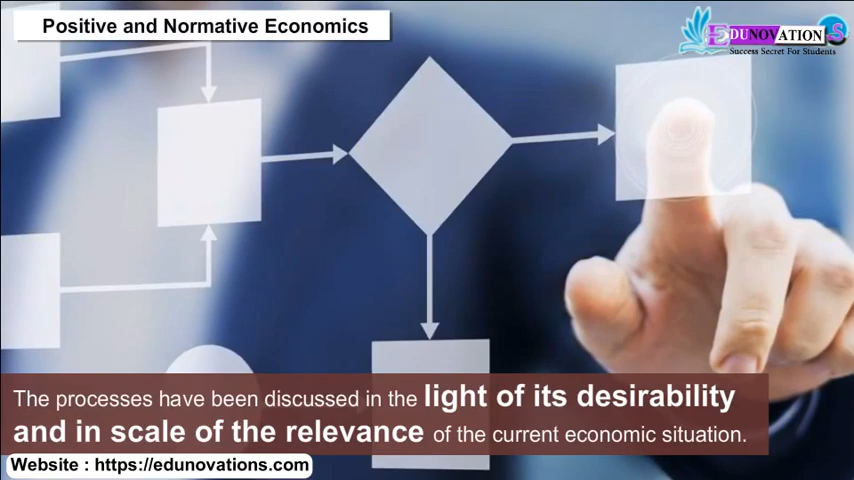 Positive and Normative Economics
EDUNOVATIONS
Success Secret For Students
The processes have been discussed in the light of its desirability
and in scale of the relevance of the current economic situation.
Website : https://edunovations.com